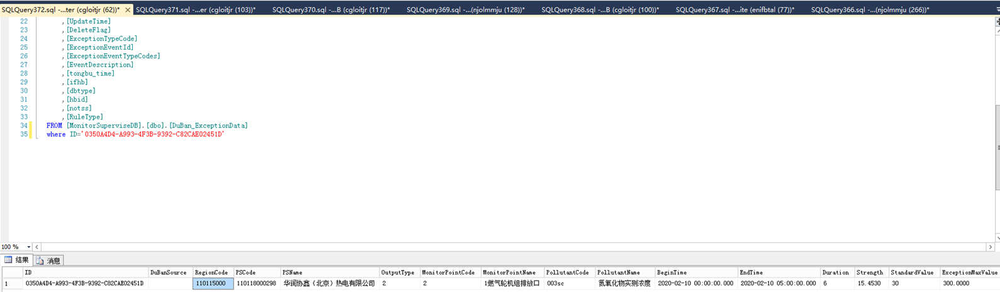 SQLQuery372.sql -...ter (cgloitjr (62))* SQLQuery371.sql -...er (cgloitjr (103))* SQLQuery370.sql -...B (cgloitjr (117))* SQLQuery369.sql -...(njolmmju (128))* SQLQuery368.sql -...B (cgloitjr (100))* SQLQuery367.sql -...ite (enifbtal (77))* SQLQuery366.sql -...(njolmmju (266))*
22 ,[UpdateTime]
23 ,[DeleteFlag]
24 ,[ExceptionTypeCode]
25 ,[ExceptionEventId]
26 ,[ExceptionEventTypeCodes]
27 ,[EventDescription]
28 ,[tongbu_time]
29 ,[ifhb]
30 ,[dbtype]
31 ,[hbid]
32 ,[notss]
33 ,[RuleType]
34 FROM [MonitorSuperviseDB].[dbo].[DuBan_ExceptionData]
35 where ID='0350A4D4-A993-4F3B-9392-C82CAE02451D'
100 %
结果 消息
ID DuBanSource RegionCode PSCode PSName OutputType MonitorPointCode MonitorPointName PollutantCode PollutantName BeginTime EndTime Duration Strength StandardValue ExceptionMaxValue
1 0350A4D4-A993-4F3B-9392-C82CAE02451D 110115000 110118000298 华润协鑫（北京）热电有限公司 2 2 1燃气轮机组排放口 003sc 氮氧化物实测浓度 2020-02-10 00:00:00.000 2020-02-10 05:00:00.000 6 15.4530 30 300.0000